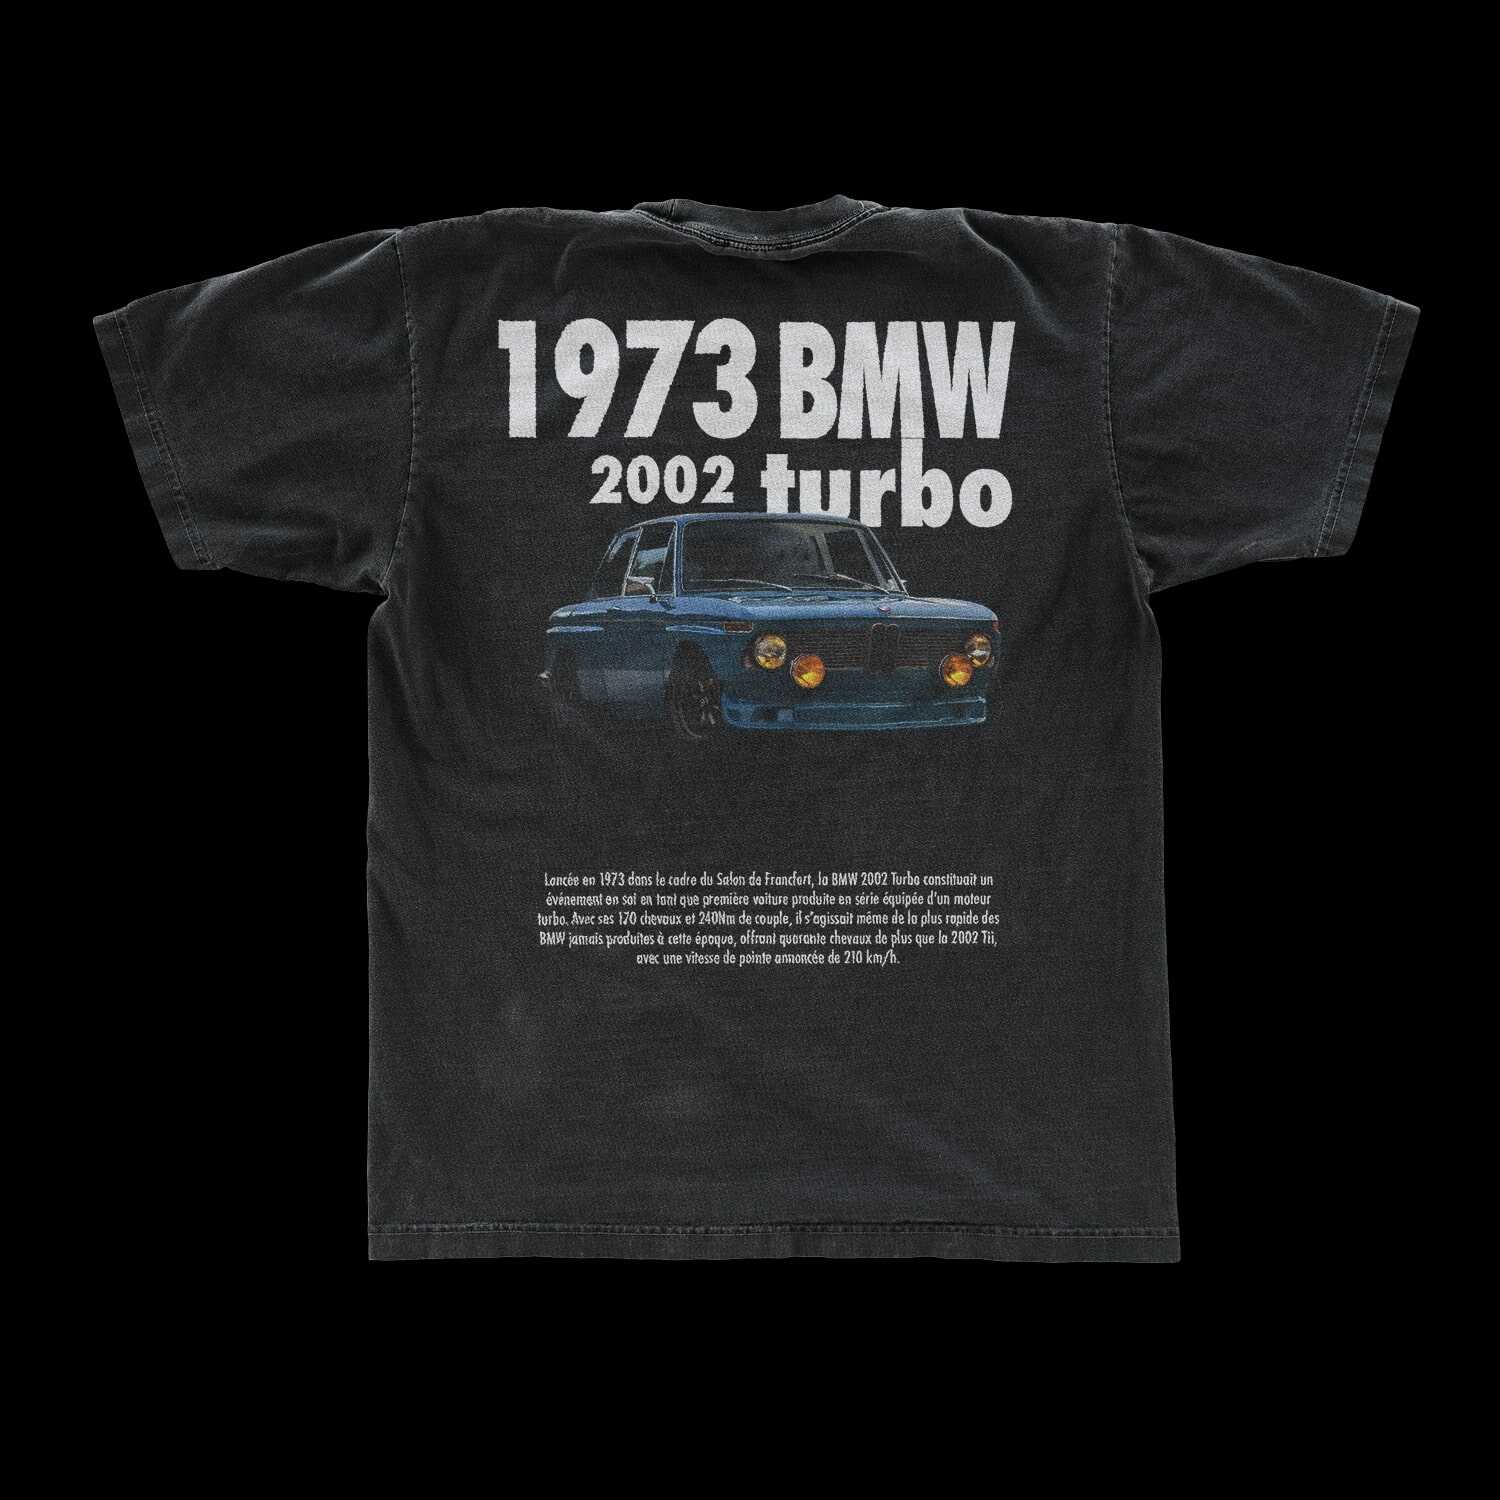 1973 BMW
2002 turbo
Lancée en 1973 dans le cadre du Salon de Francfort, la BMW 2002 Turbo constituait un
événement en soi en tant que première voiture produite en série équipée d'un moteur
turbo. Avec ses 170 chevaux et 240Nm de couple, il s'agissait même de la plus rapide des
BMW jamais produites à cette époque, offrant quarante chevaux de plus que la 2002 Tii,
avec une vitesse de pointe annoncée de 210 km/h.